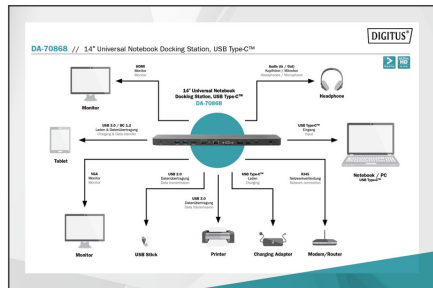 DIGITUS®
DA-70868 // 14" Universal Notebook Docking Station, USB Type-C™
HDMI
Monitor
Monitor
Audio (In / Out)
Kopfhörer / Mikrofon
Headphones / Microphone
14" Universal Notebook
Docking Station, USB Type-C™
DA-70868
Monitor
Headphone
USB 3.0 / BC 1.2
Laden & Datenübertragung
Charging & Data transfer
USB Type-C™
Eingang
Input
Tablet
Notebook / PC
USB Type-C™
VGA
Monitor
Monitor
USB 2.0
Datenübertragung
Data transmission
USB 2.0
Datenübertragung
Data transmission
USB Type-C™
Laden
Charging
RJ45
Netzwerkverbindung
Network connection
Monitor
USB Stick
Printer
Charging Adapter
Modem/Router